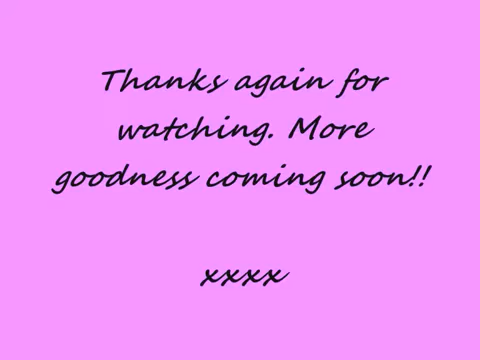 Thanks again for
watching. More
goodness coming soon!!
xxxx